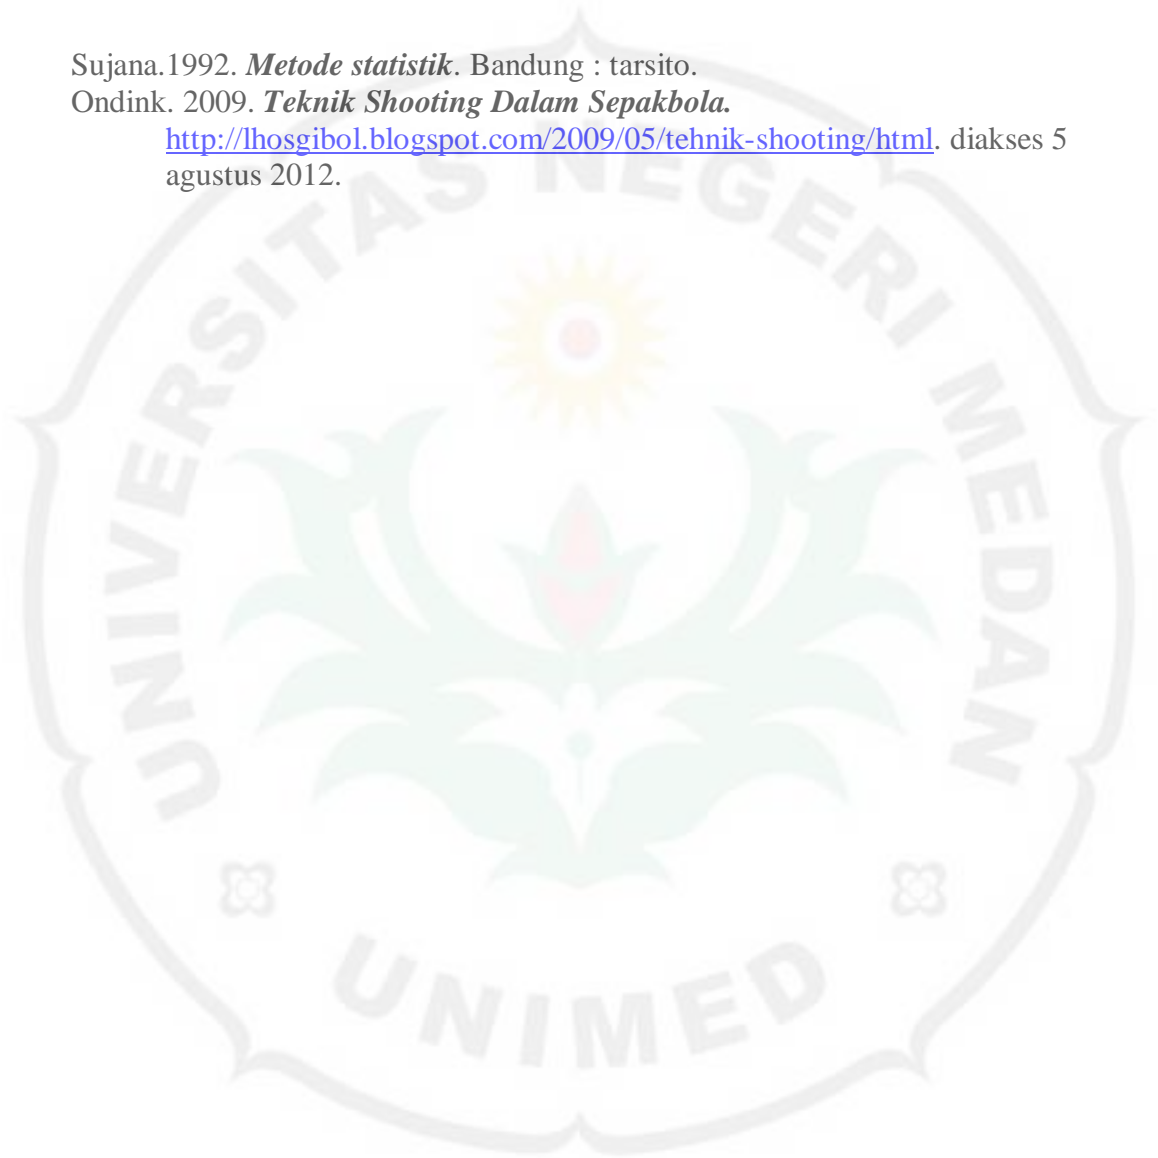 Sujana.1992. Metode statistik. Bandung : tarsito.
Ondink. 2009. Teknik Shooting Dalam Sepakbola.
http://lhosgibol.blogspot.com/2009/05/tehnik-shooting/html. diakses 5
agustus 2012.
UNIVERSITAS NEGERI MEDAN
UNIMED